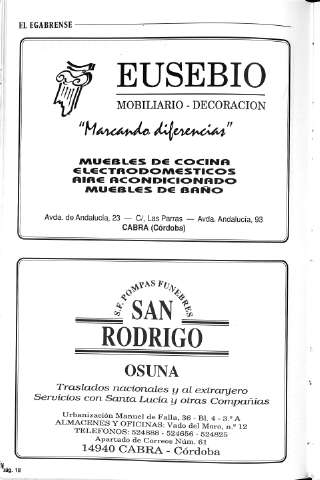 EL EGABRENSE
EUSEBIO
MOBILIARIO - DECORACION
"Marcando diferencias"
MUEBLES DE COCINA
ELECTRODOMESTICOS
AIRE ACONDICIONADO
MUEBLES DE BAÑO
Avda. de Andalucía, 23 — C/. Las Parras — Avda. Andalucía, 93
CABRA (Córdoba)
S.F. POMPAS FUNEBRES
SAN
RODRIGO
OSUNA
Traslados nacionales y al extranjero
Servicios con Santa Lucía y otras Compañías
Urbanización Manuel de Falla, 36 - Bl. 4 - 3.º A
ALMACENES Y OFICINAS: Vado del Moro, n.º 12
TELEFONOS: 524888 - 524656 - 524825
Apartado de Correos Núm. 61
14940 CABRA - Córdoba
pág. 18